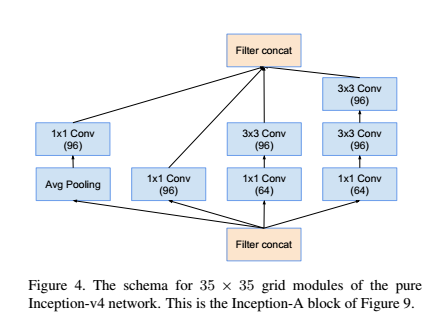 Filter concat
3x3 Conv
(96)
1x1 Conv
(96)
3x3 Conv
(96)
3x3 Conv
(96)
Avg Pooling
1x1 Conv
(96)
1x1 Conv
(64)
1x1 Conv
(64)
Filter concat
Figure 4. The schema for 35 × 35 grid modules of the pure
Inception-v4 network. This is the Inception-A block of Figure 9.